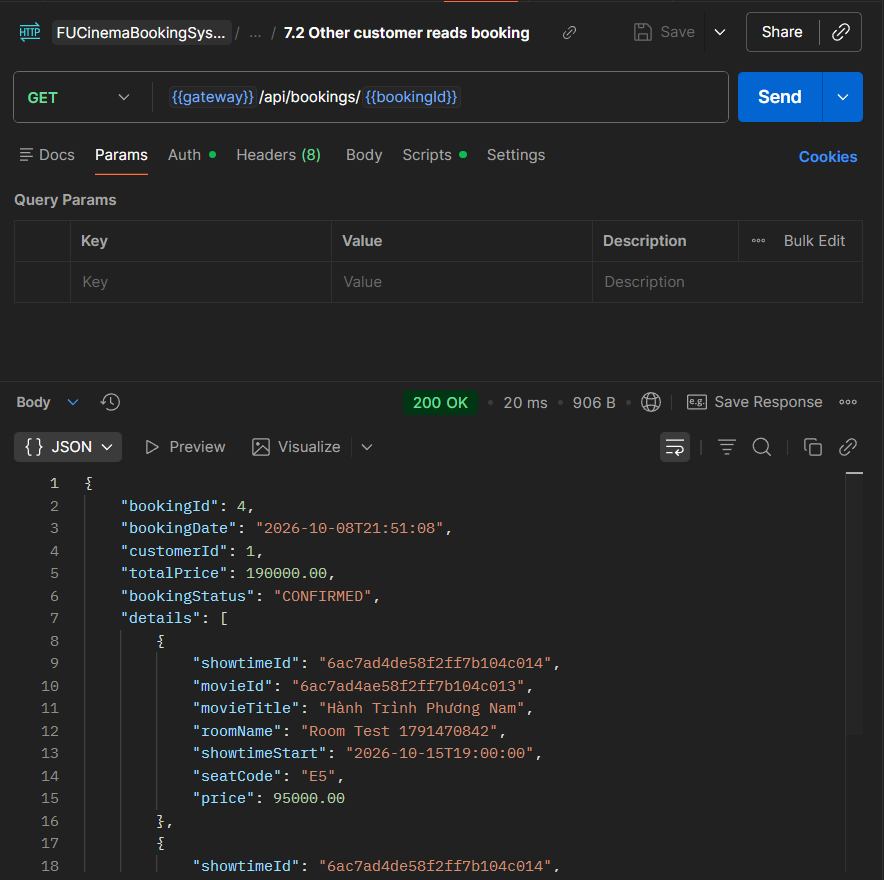 HTTP FUCinemaBookingSys... / ... / 7.2 Other customer reads booking Save Share
GET {{gateway}} /api/bookings/ {{bookingId}} Send
Docs Params Auth Headers (8) Body Scripts Settings Cookies
Query Params
Key Value Description Bulk Edit
Key Value Description
Body 200 OK 20 ms 906 B e.g. Save Response
{} JSON Preview Visualize
1 {
2 "bookingId": 4,
3 "bookingDate": "2026-10-08T21:51:08",
4 "customerId": 1,
5 "totalPrice": 190000.00,
6 "bookingStatus": "CONFIRMED",
7 "details": [
8 {
9 "showtimeId": "6ac7ad4de58f2ff7b104c014",
10 "movieId": "6ac7ad4ae58f2ff7b104c013",
11 "movieTitle": "Hành Trình Phương Nam",
12 "roomName": "Room Test 1791470842",
13 "showtimeStart": "2026-10-15T19:00:00",
14 "seatCode": "E5",
15 "price": 95000.00
16 },
17 {
18 "showtimeId": "6ac7ad4de58f2ff7b104c014",